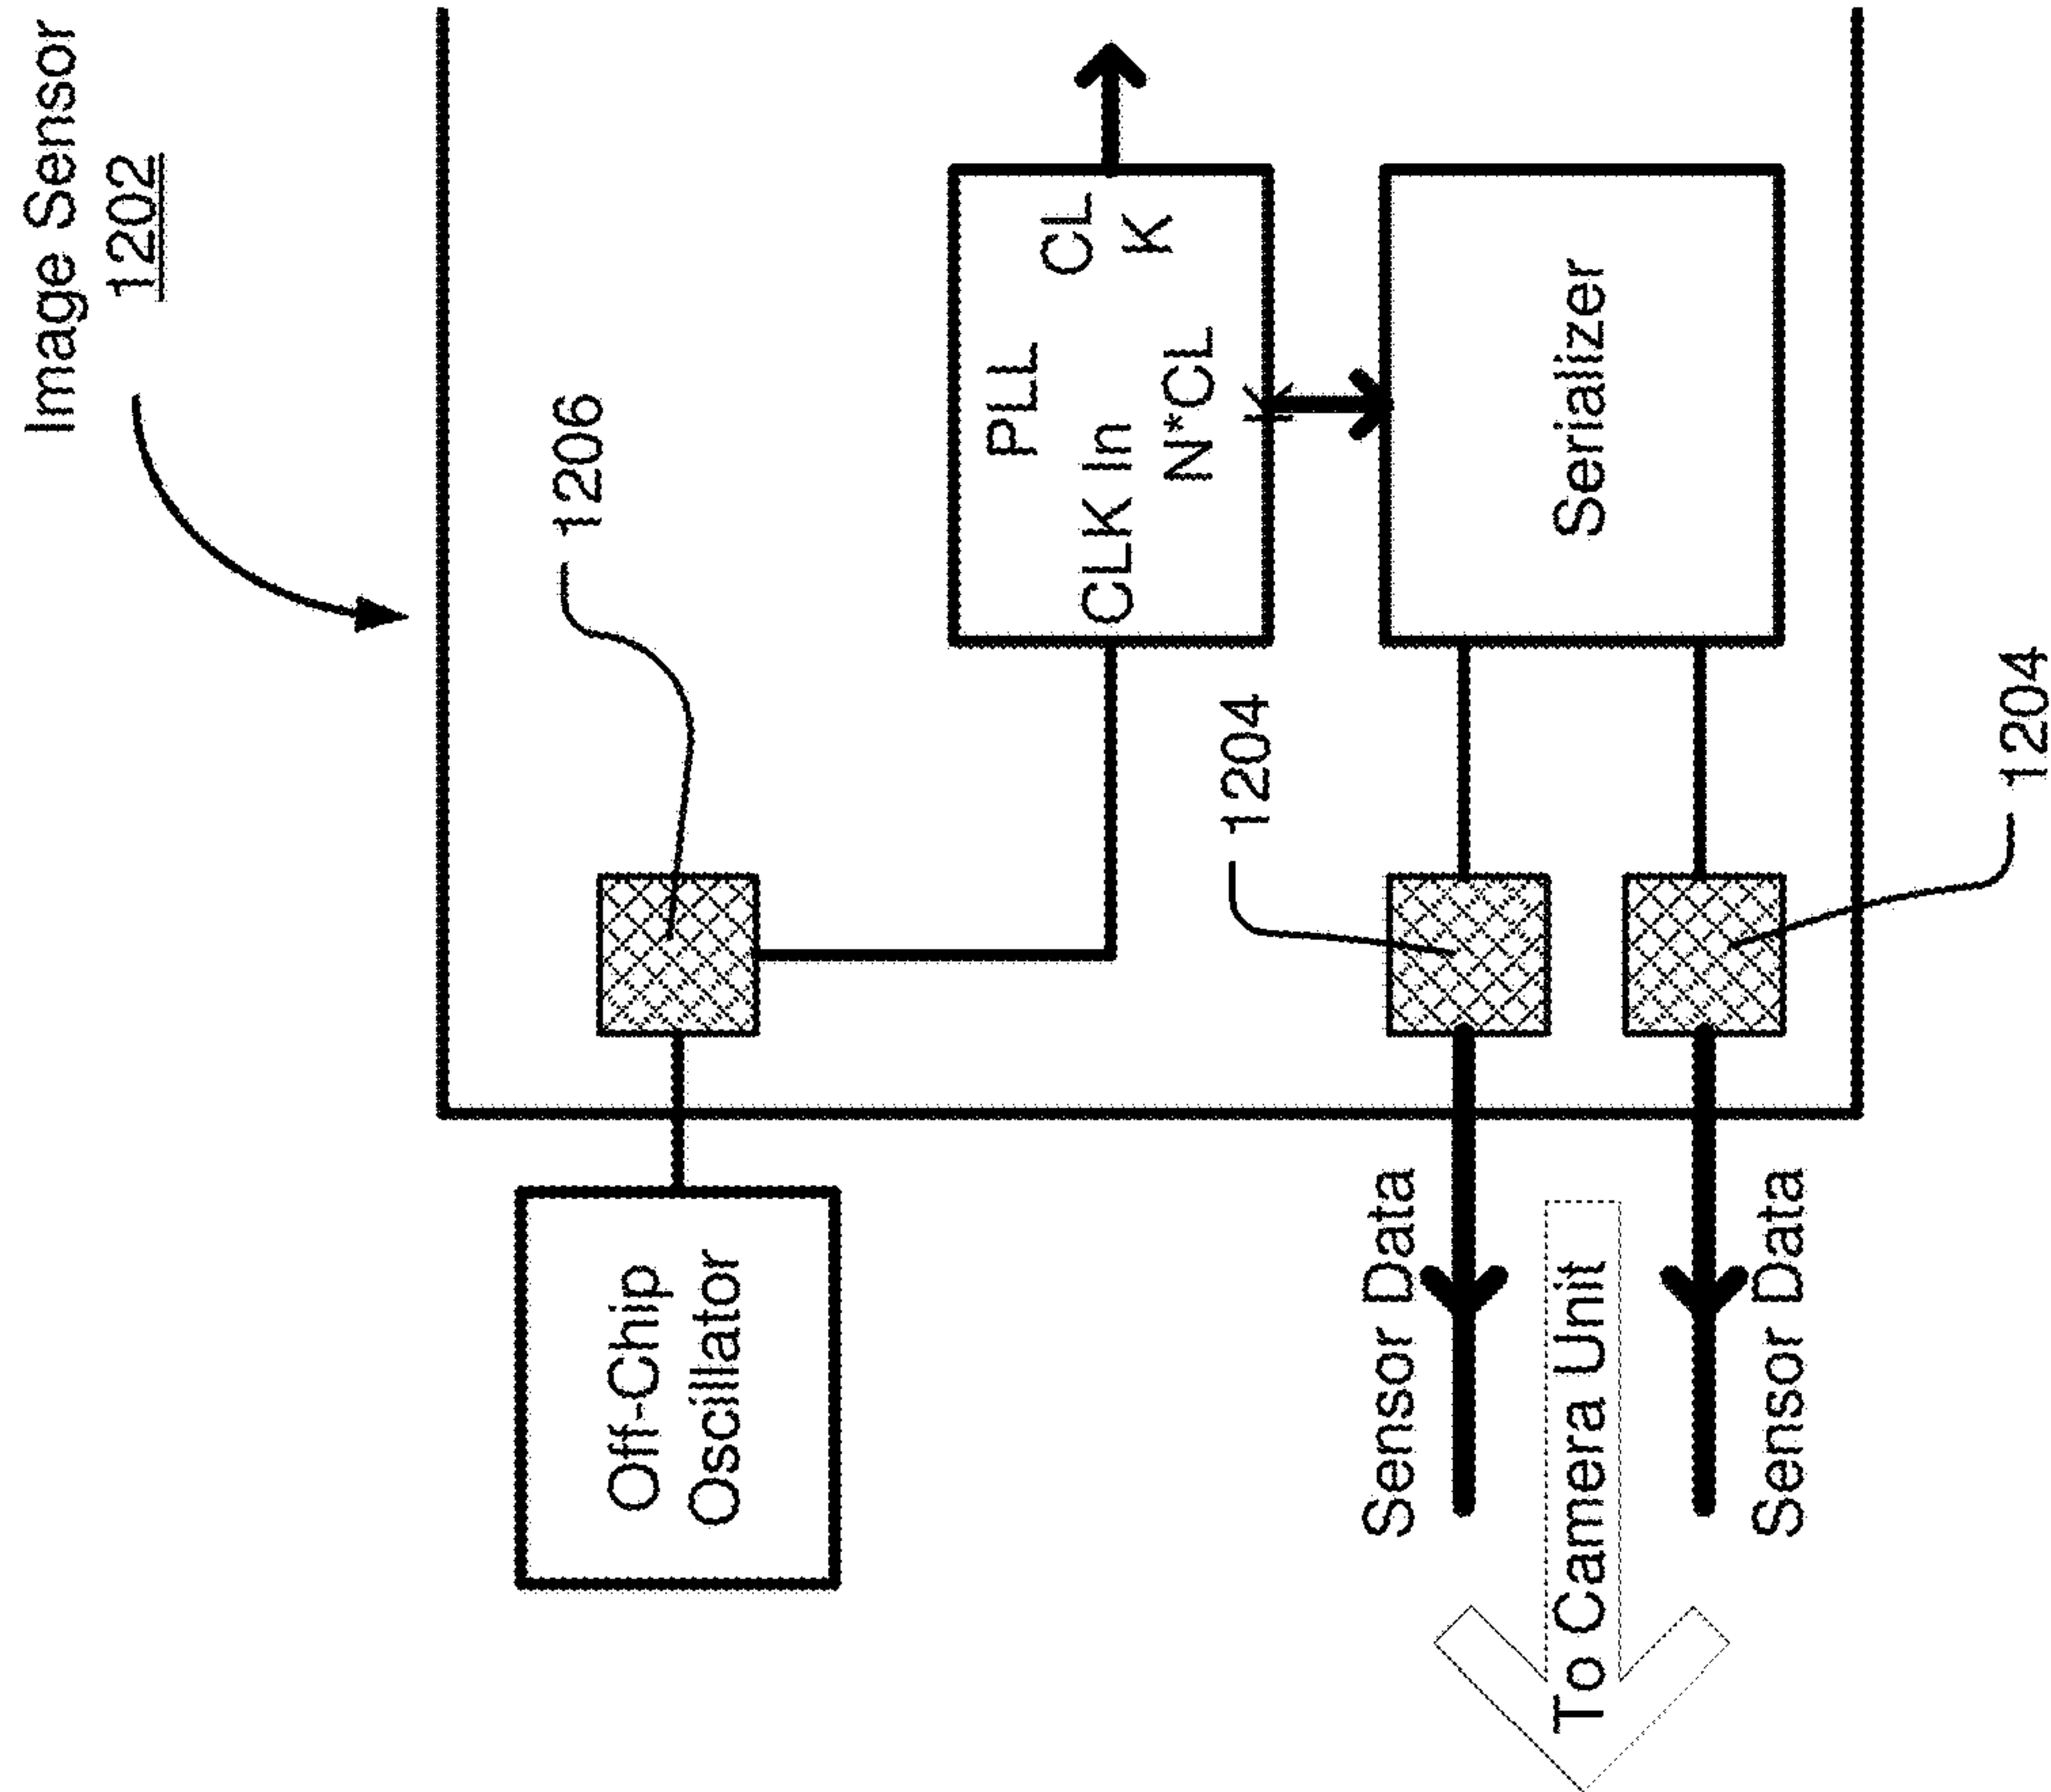 Image Sensor
1202
1206
PLL
CLK In
CL
K
N*CL
K
Serializer
1204
1204
Off-Chip
Oscillator
Sensor Data
To Camera Unit
Sensor Data